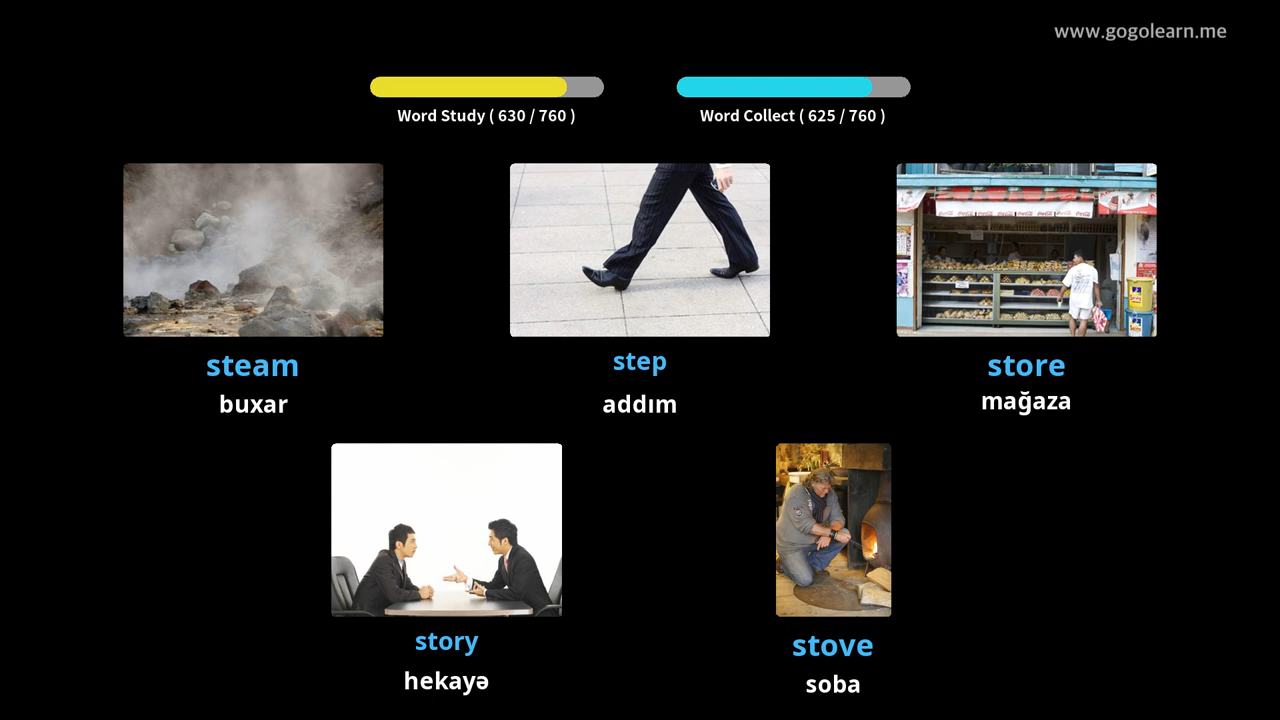 www.gogolearn.me
Word Study ( 630 / 760 )
Word Collect ( 625 / 760 )
steam
buxar
step
addım
store
mağaza
story
hekayə
stove
soba